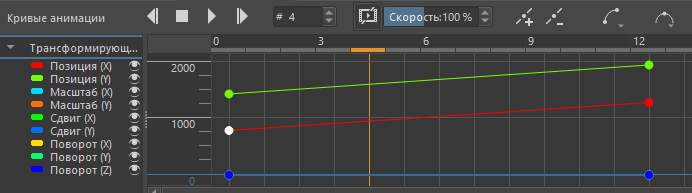 Кривые анимации
# 4
Скорость:100 %
0 3 6 9 12
Трансформирующ...
Позиция (X)
Позиция (Y)
Масштаб (X)
Масштаб (Y)
Сдвиг (X)
Сдвиг (Y)
Поворот (X)
Поворот (Y)
Поворот (Z)
2000
1000
0